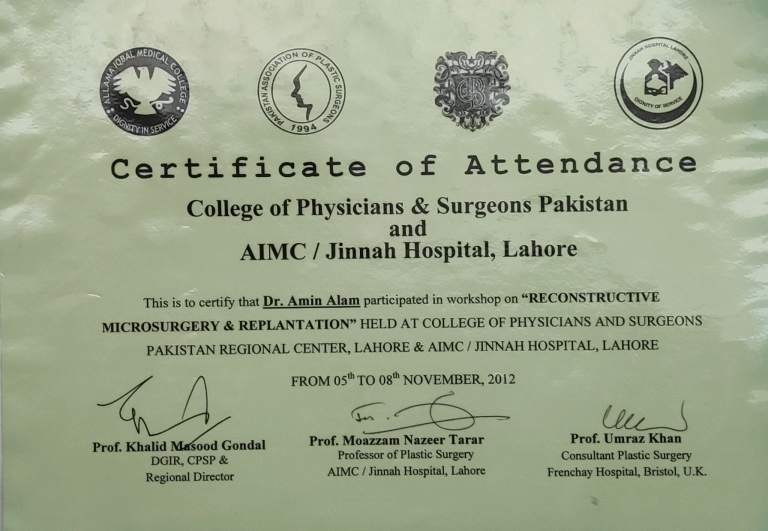 ALLAMA IQBAL MEDICAL COLLEGE
DIGNITY IN SERVICE
PAKISTAN ASSOCIATION OF PLASTIC SURGEONS
1994
JINNAH HOSPITAL LAHORE
DIGNITY OF SERVICE
Certificate of Attendance
College of Physicians & Surgeons Pakistan
and
AIMC / Jinnah Hospital, Lahore
This is to certify that Dr. Amin Alam participated in workshop on “RECONSTRUCTIVE
MICROSURGERY & REPLANTATION” HELD AT COLLEGE OF PHYSICIANS AND SURGEONS
PAKISTAN REGIONAL CENTER, LAHORE & AIMC / JINNAH HOSPITAL, LAHORE
FROM 05th TO 08th NOVEMBER, 2012
Prof. Khalid Masood Gondal
DGIR, CPSP &
Regional Director
Prof. Moazzam Nazeer Tarar
Professor of Plastic Surgery
AIMC / Jinnah Hospital, Lahore
Prof. Umraz Khan
Consultant Plastic Surgery
Frenchay Hospital, Bristol, U.K.